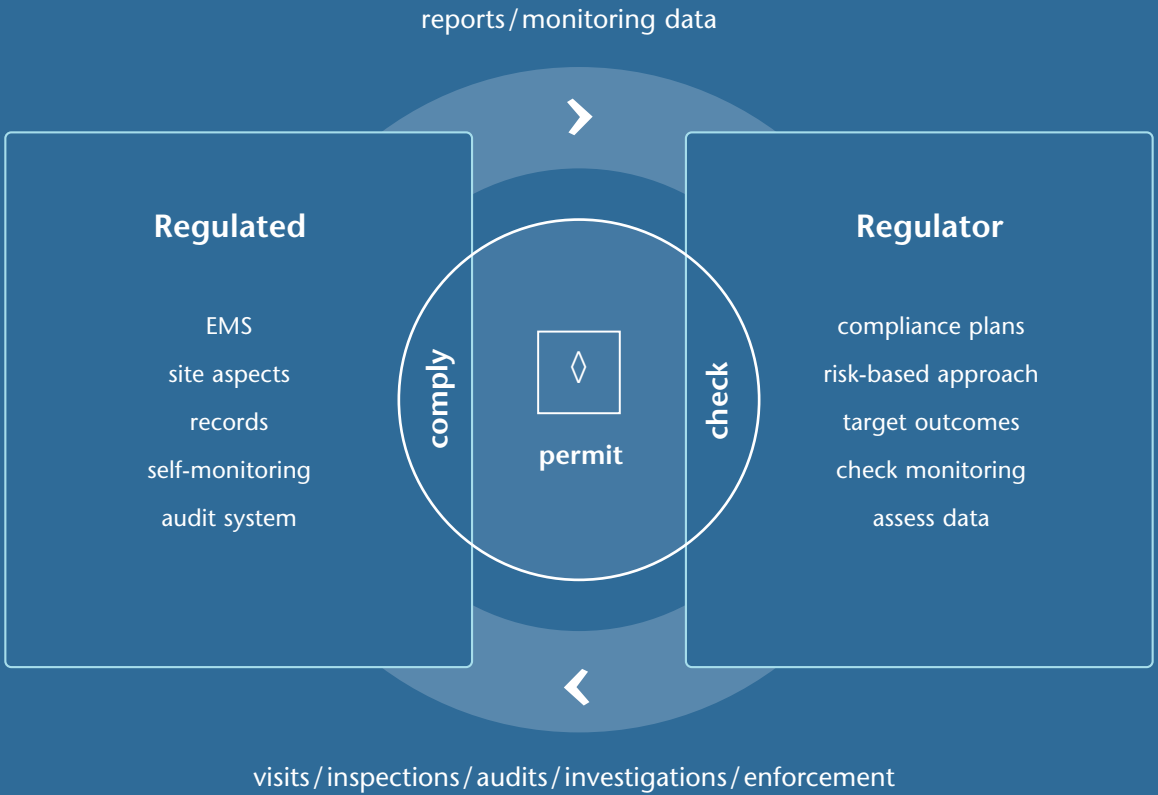 reports/monitoring data
Regulated
EMS
site aspects
records
self-monitoring
audit system
comply
permit
check
Regulator
compliance plans
risk-based approach
target outcomes
check monitoring
assess data
visits/inspections/audits/investigations/enforcement